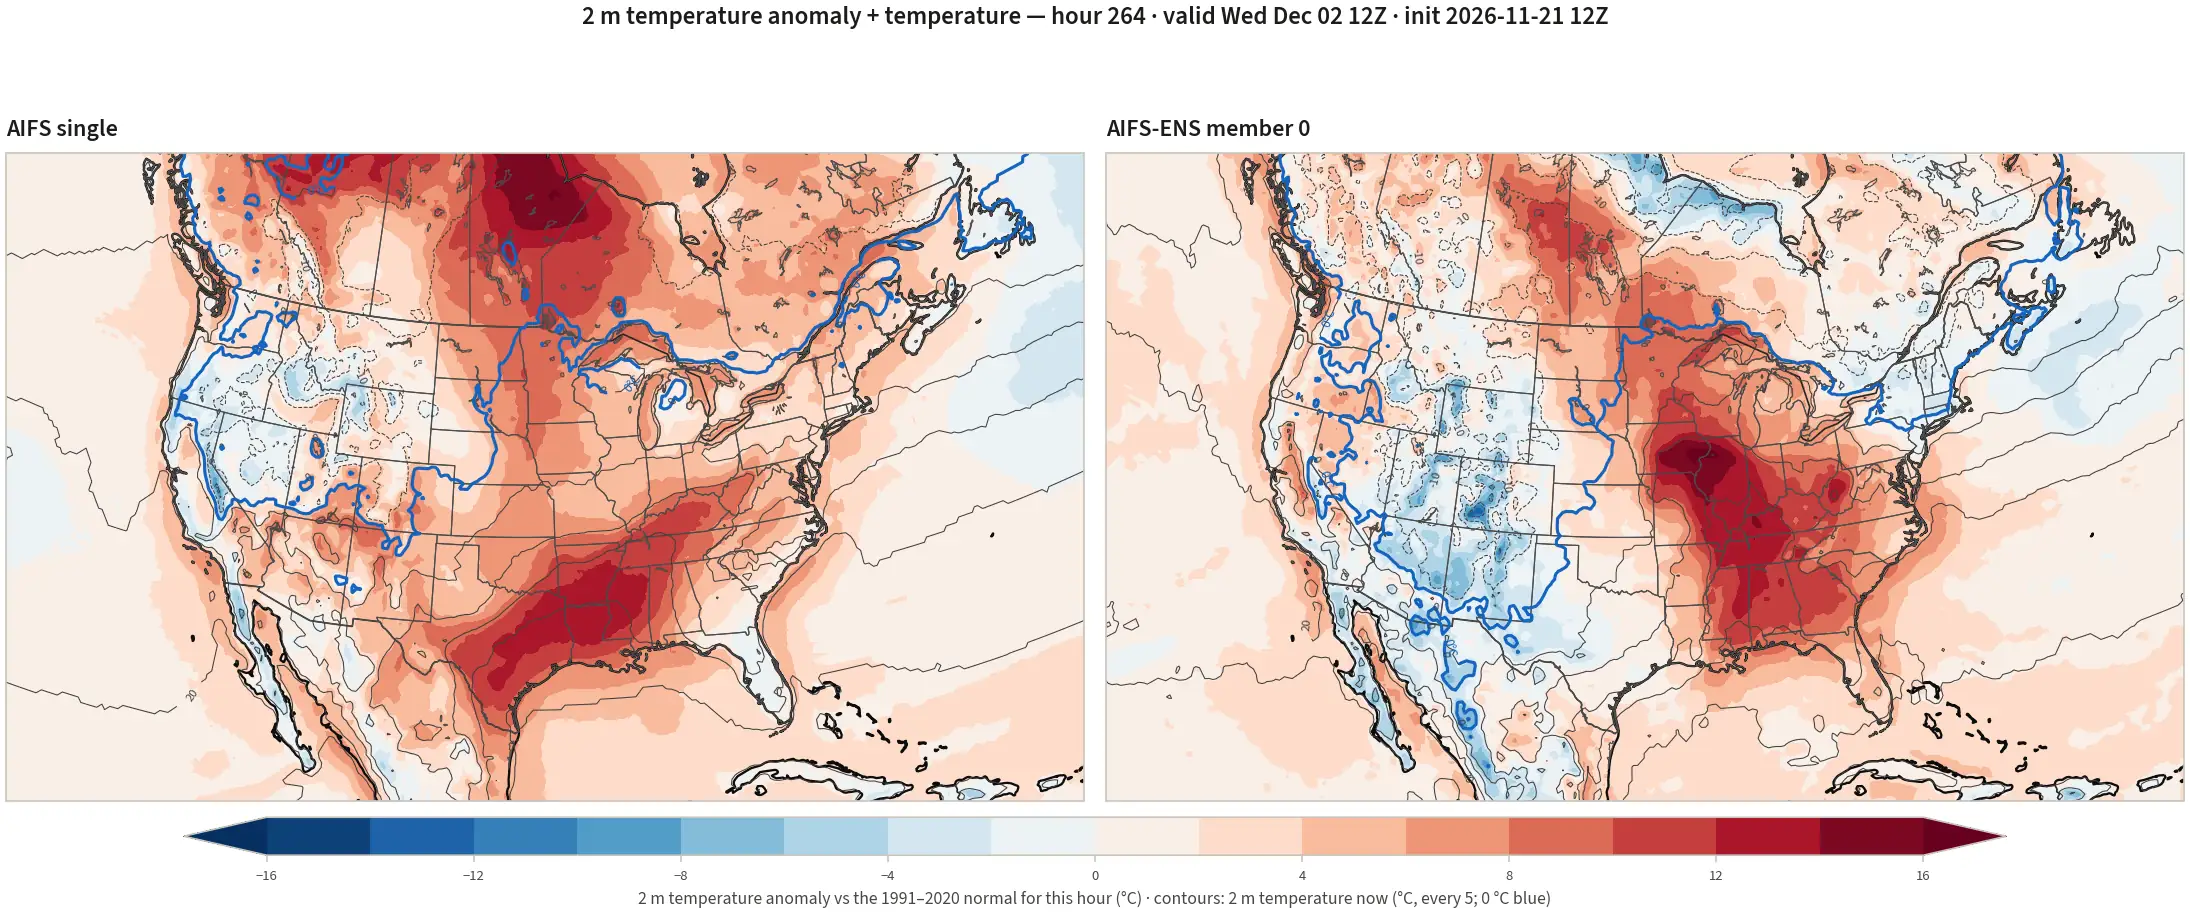 2 m temperature anomaly + temperature — hour 264 · valid Wed Dec 02 12Z · init 2026-11-21 12Z
AIFS single
AIFS-ENS member 0
20
20
−16 −12 −8 −4 0 4 8 12 16
2 m temperature anomaly vs the 1991–2020 normal for this hour (°C) · contours: 2 m temperature now (°C, every 5; 0 °C blue)